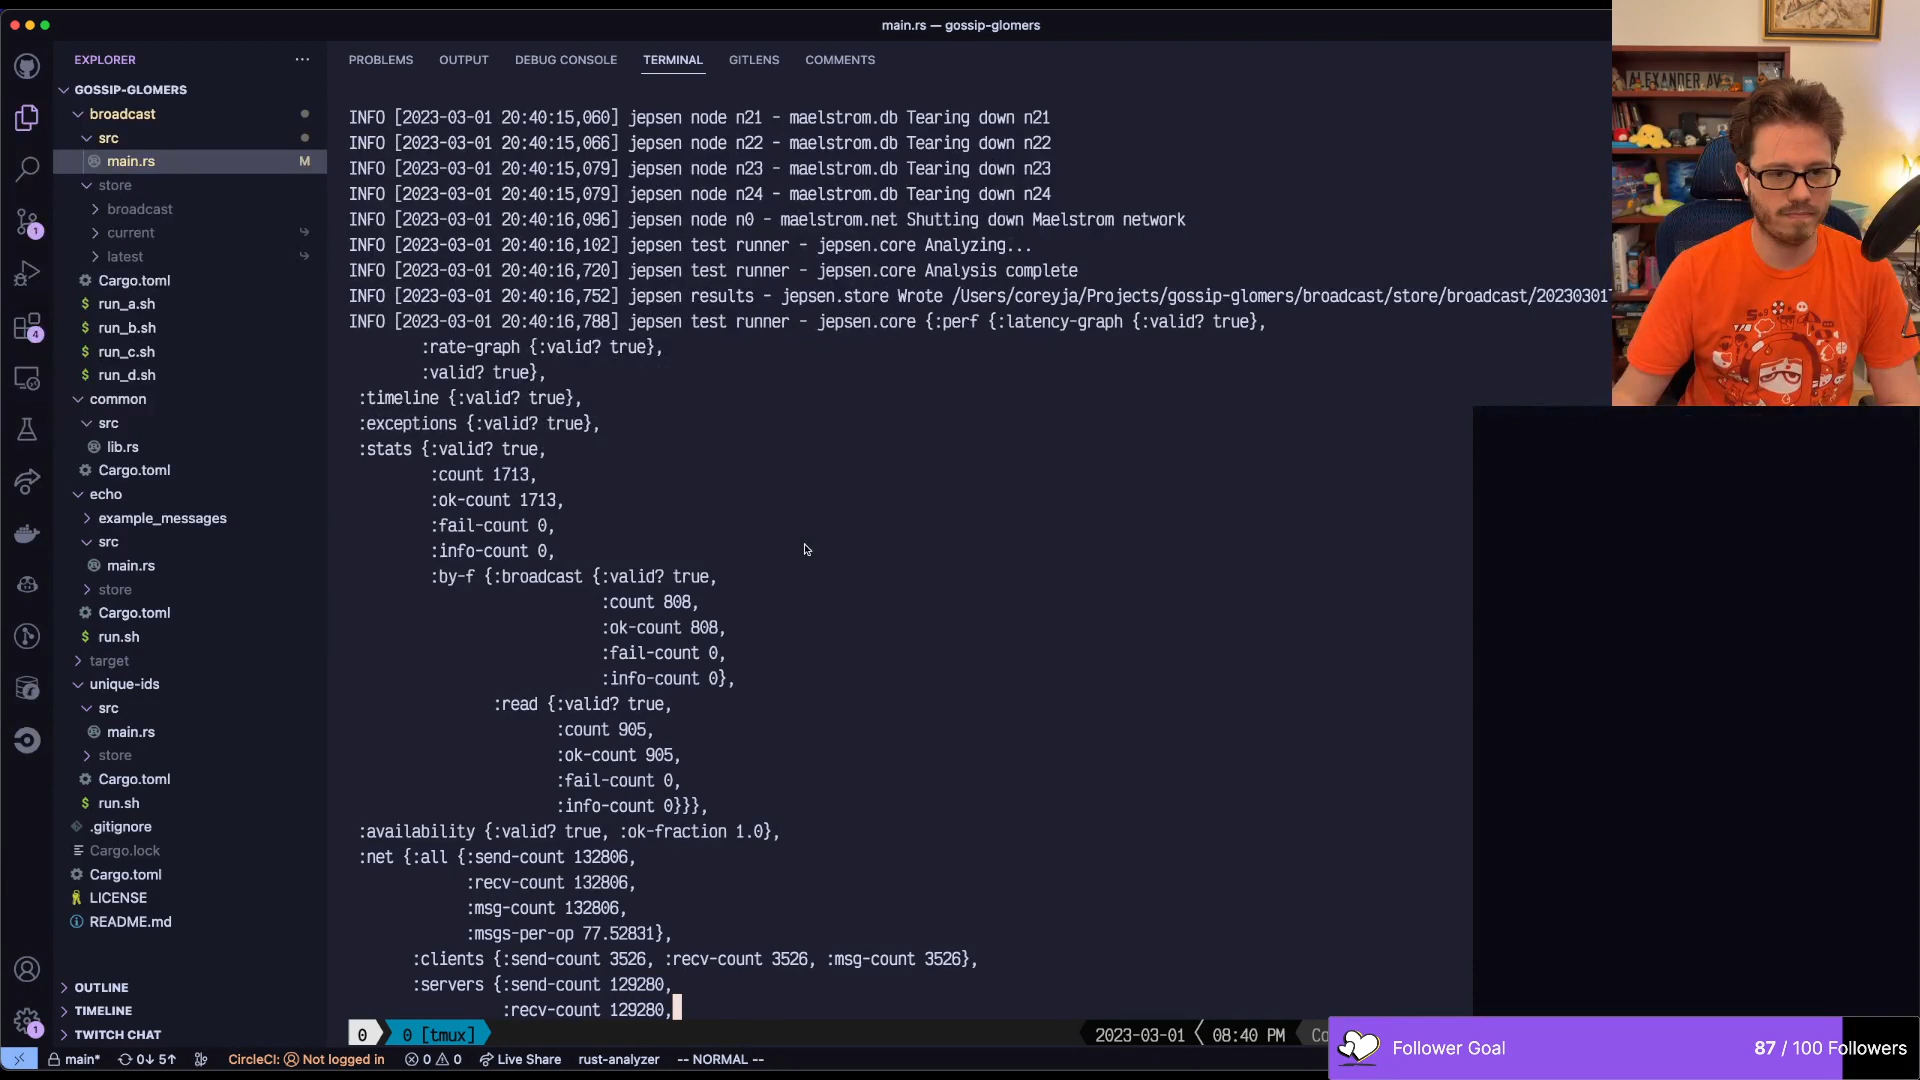 main.rs — gossip-glomers
EXPLORER
PROBLEMS OUTPUT DEBUG CONSOLE TERMINAL GITLENS COMMENTS
GOSSIP-GLOMERS
broadcast
src
main.rs M
store
broadcast
current
latest
Cargo.toml
$ run_a.sh
$ run_b.sh
$ run_c.sh
$ run_d.sh
common
src
lib.rs
Cargo.toml
echo
example_messages
src
main.rs
store
Cargo.toml
$ run.sh
target
unique-ids
src
main.rs
store
Cargo.toml
$ run.sh
.gitignore
Cargo.lock
Cargo.toml
LICENSE
README.md
OUTLINE
TIMELINE
TWITCH CHAT
1
4
1
INFO [2023-03-01 20:40:15,060] jepsen node n21 - maelstrom.db Tearing down n21
INFO [2023-03-01 20:40:15,066] jepsen node n22 - maelstrom.db Tearing down n22
INFO [2023-03-01 20:40:15,079] jepsen node n23 - maelstrom.db Tearing down n23
INFO [2023-03-01 20:40:15,079] jepsen node n24 - maelstrom.db Tearing down n24
INFO [2023-03-01 20:40:16,096] jepsen node n0 - maelstrom.net Shutting down Maelstrom network
INFO [2023-03-01 20:40:16,102] jepsen test runner - jepsen.core Analyzing...
INFO [2023-03-01 20:40:16,720] jepsen test runner - jepsen.core Analysis complete
INFO [2023-03-01 20:40:16,752] jepsen results - jepsen.store Wrote /Users/coreyja/Projects/gossip-glomers/broadcast/store/broadcast/20230301
INFO [2023-03-01 20:40:16,788] jepsen test runner - jepsen.core {:perf {:latency-graph {:valid? true},
:rate-graph {:valid? true},
:valid? true},
:timeline {:valid? true},
:exceptions {:valid? true},
:stats {:valid? true,
:count 1713,
:ok-count 1713,
:fail-count 0,
:info-count 0,
:by-f {:broadcast {:valid? true,
:count 808,
:ok-count 808,
:fail-count 0,
:info-count 0},
:read {:valid? true,
:count 905,
:ok-count 905,
:fail-count 0,
:info-count 0}}},
:availability {:valid? true, :ok-fraction 1.0},
:net {:all {:send-count 132806,
:recv-count 132806,
:msg-count 132806,
:msgs-per-op 77.52831},
:clients {:send-count 3526, :recv-count 3526, :msg-count 3526},
:servers {:send-count 129280,
:recv-count 129280,
0 0 [tmux] 2023-03-01 08:40 PM Co
main* 0↓ 5↑ CircleCI: Not logged in 0 0 Live Share rust-analyzer -- NORMAL --
Follower Goal 87 / 100 Followers